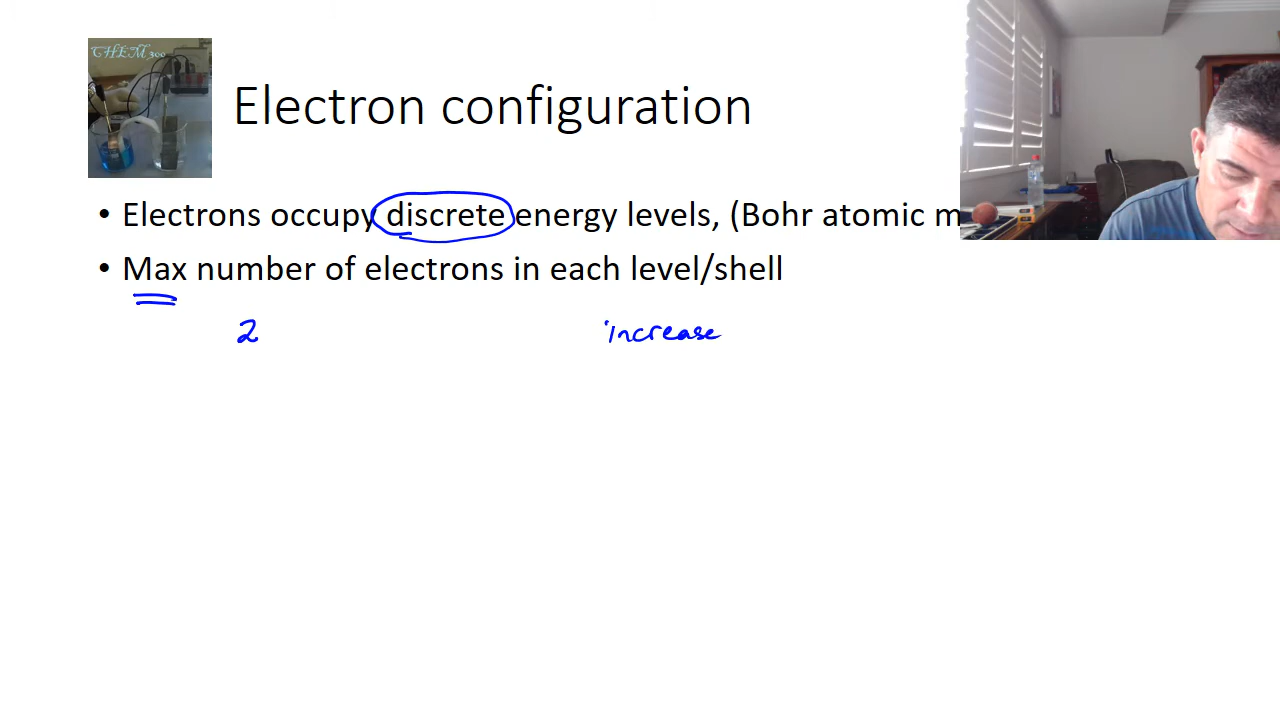 CHEM 300
Electron configuration
• Electrons occupy discrete energy levels, (Bohr atomic m
• Max number of electrons in each level/shell
2 increase